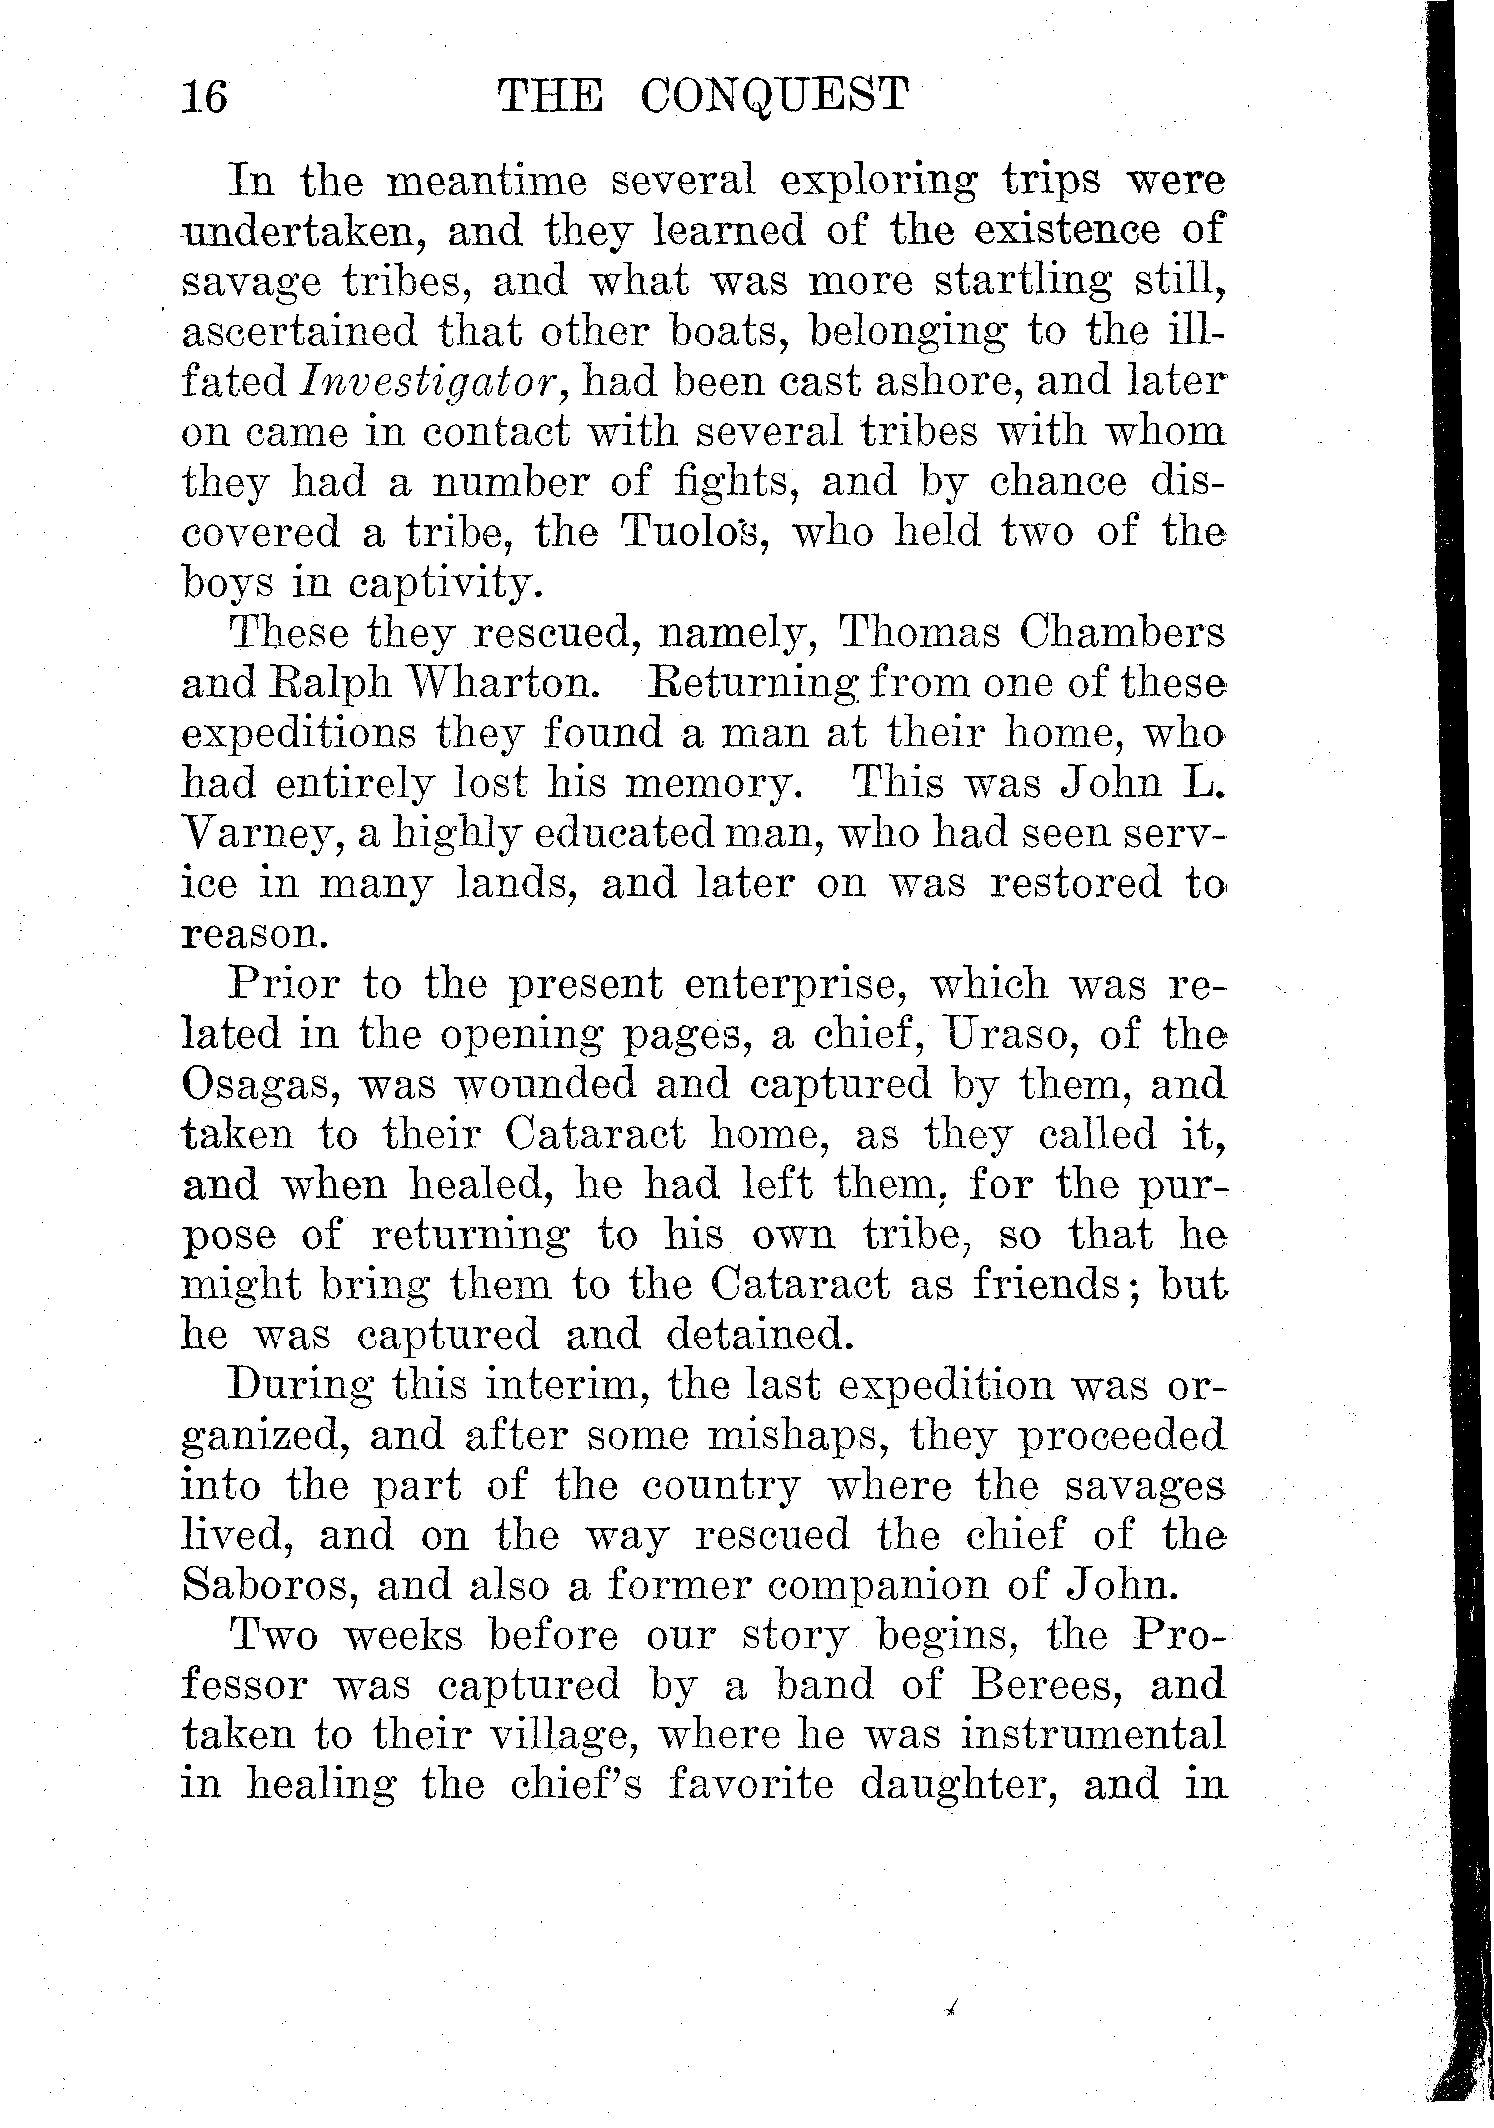 16 THE CONQUEST
In the meantime several exploring trips were
undertaken, and they learned of the existence of
savage tribes, and what was more startling still,
ascertained that other boats, belonging to the ill-
fated Investigator, had been cast ashore, and later
on came in contact with several tribes with whom
they had a number of fights, and by chance dis-
covered a tribe, the Tuolos, who held two of the
boys in captivity.
These they rescued, namely, Thomas Chambers
and Ralph Wharton. Returning from one of these
expeditions they found a man at their home, who
had entirely lost his memory. This was John L.
Varney, a highly educated man, who had seen serv-
ice in many lands, and later on was restored to
reason.
Prior to the present enterprise, which was re-
lated in the opening pages, a chief, Uraso, of the
Osagas, was wounded and captured by them, and
taken to their Cataract home, as they called it,
and when healed, he had left them, for the pur-
pose of returning to his own tribe, so that he
might bring them to the Cataract as friends; but
he was captured and detained.
During this interim, the last expedition was or-
ganized, and after some mishaps, they proceeded
into the part of the country where the savages
lived, and on the way rescued the chief of the
Saboros, and also a former companion of John.
Two weeks before our story begins, the Pro-
fessor was captured by a band of Berees, and
taken to their village, where he was instrumental
in healing the chief's favorite daughter, and in